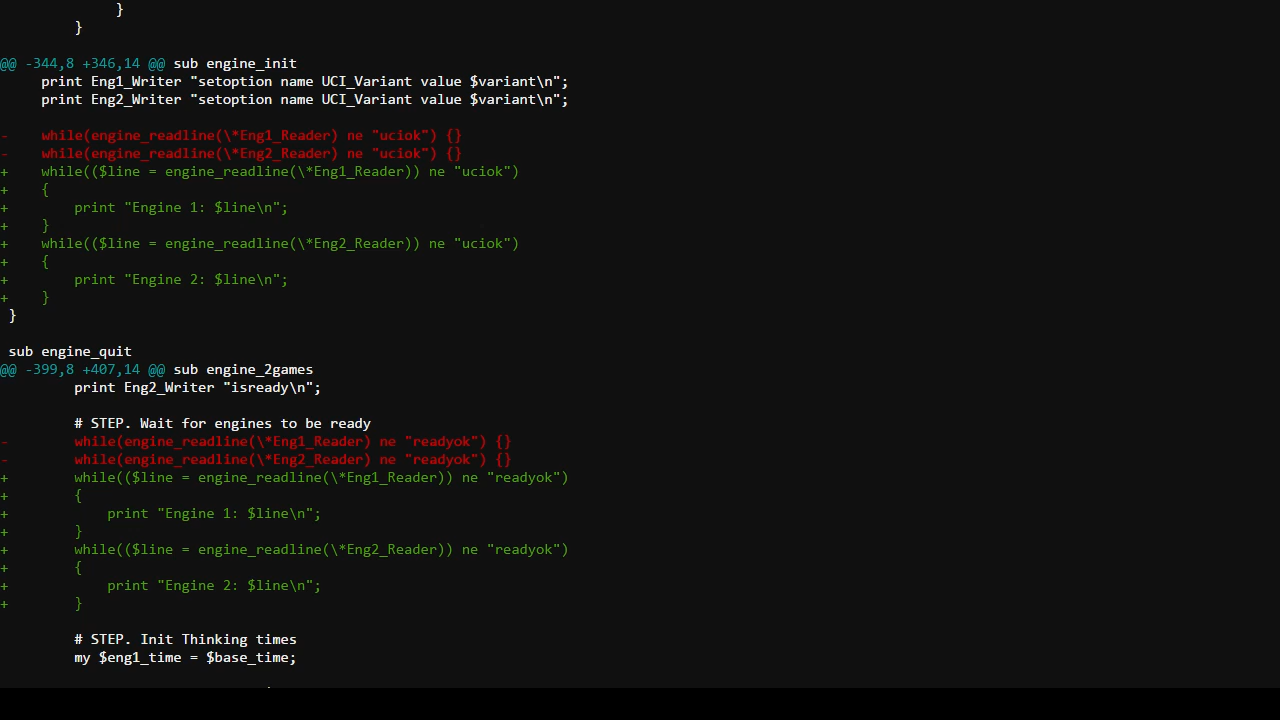 }
         }

@@ -344,8 +346,14 @@ sub engine_init
     print Eng1_Writer "setoption name UCI_Variant value $variant\n";
     print Eng2_Writer "setoption name UCI_Variant value $variant\n";

-    while(engine_readline(\*Eng1_Reader) ne "uciok") {}
-    while(engine_readline(\*Eng2_Reader) ne "uciok") {}
+    while(($line = engine_readline(\*Eng1_Reader)) ne "uciok")
+    {
+        print "Engine 1: $line\n";
+    }
+    while(($line = engine_readline(\*Eng2_Reader)) ne "uciok")
+    {
+        print "Engine 2: $line\n";
+    }
 }

 sub engine_quit
@@ -399,8 +407,14 @@ sub engine_2games
         print Eng2_Writer "isready\n";

         # STEP. Wait for engines to be ready
-        while(engine_readline(\*Eng1_Reader) ne "readyok") {}
-        while(engine_readline(\*Eng2_Reader) ne "readyok") {}
+        while(($line = engine_readline(\*Eng1_Reader)) ne "readyok")
+        {
+            print "Engine 1: $line\n";
+        }
+        while(($line = engine_readline(\*Eng2_Reader)) ne "readyok")
+        {
+            print "Engine 2: $line\n";
+        }

         # STEP. Init Thinking times
         my $eng1_time = $base_time;